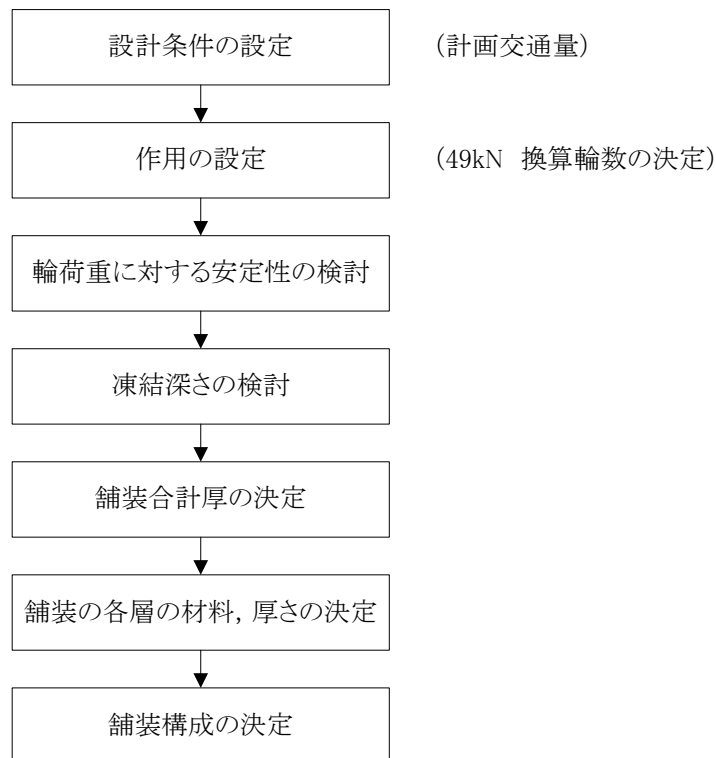 設計条件の設定 (計画交通量)
作用の設定 (49kN 換算輪数の決定)
輪荷重に対する安定性の検討
凍結深さの検討
舗装合計厚の決定
舗装の各層の材料, 厚さの決定
舗装構成の決定